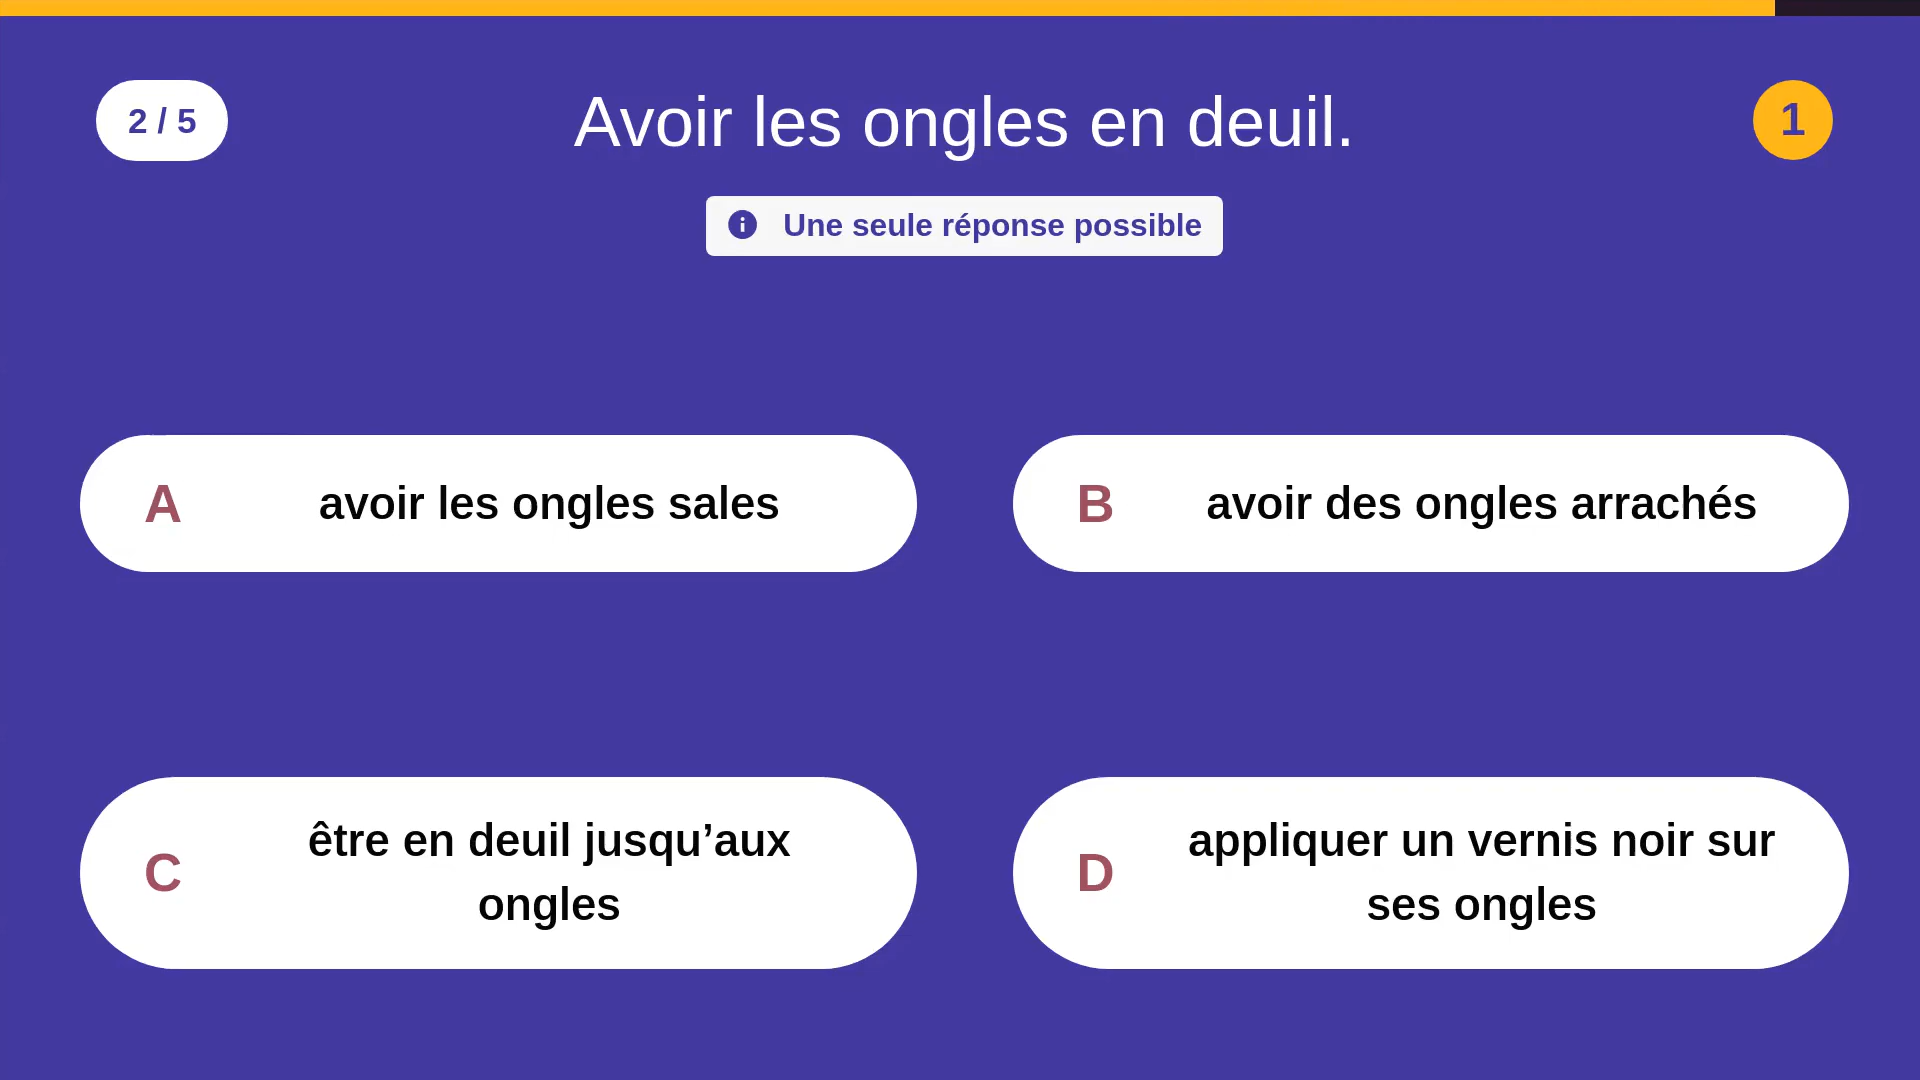 2 / 5
Avoir les ongles en deuil.
1
Une seule réponse possible
A
avoir les ongles sales
B
avoir des ongles arrachés
C
être en deuil jusqu’aux
ongles
D
appliquer un vernis noir sur
ses ongles